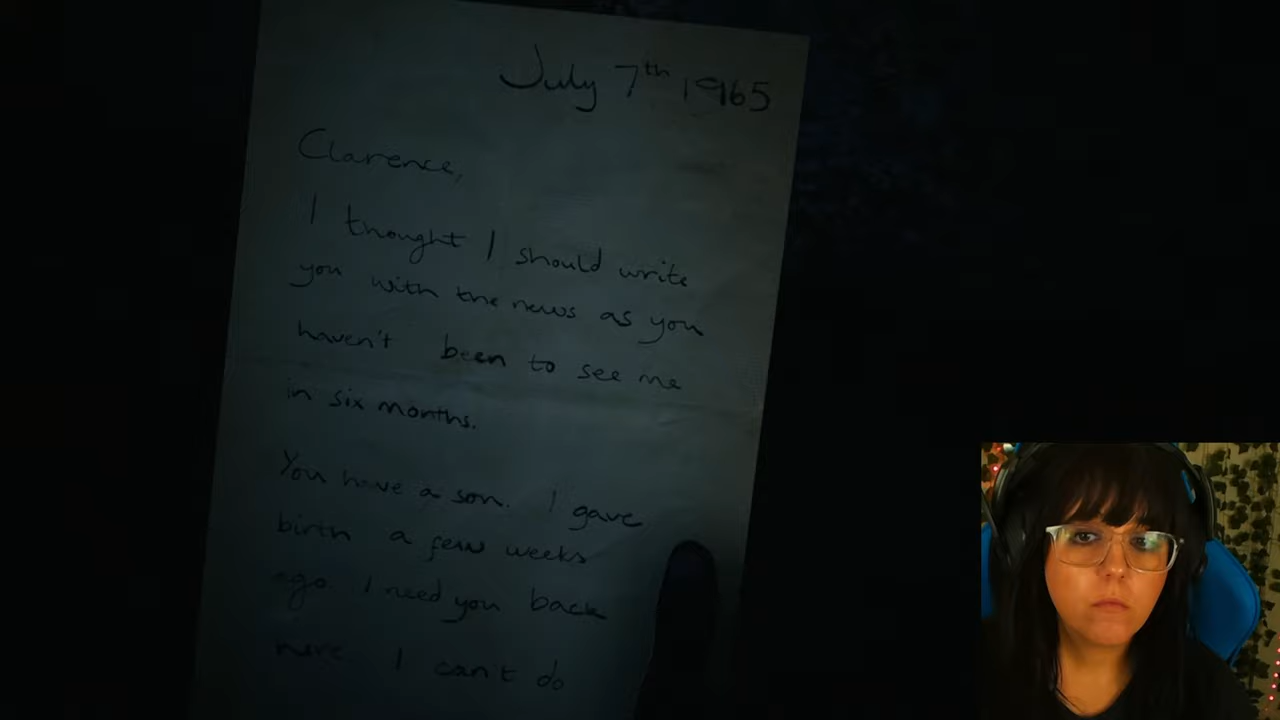 July 7th 1965
Clarence,
I thought I should write
you with the news as you
haven't been to see me
in six months.
You have a son. I gave
birth a few weeks
ago. I need you back
here. I can't do